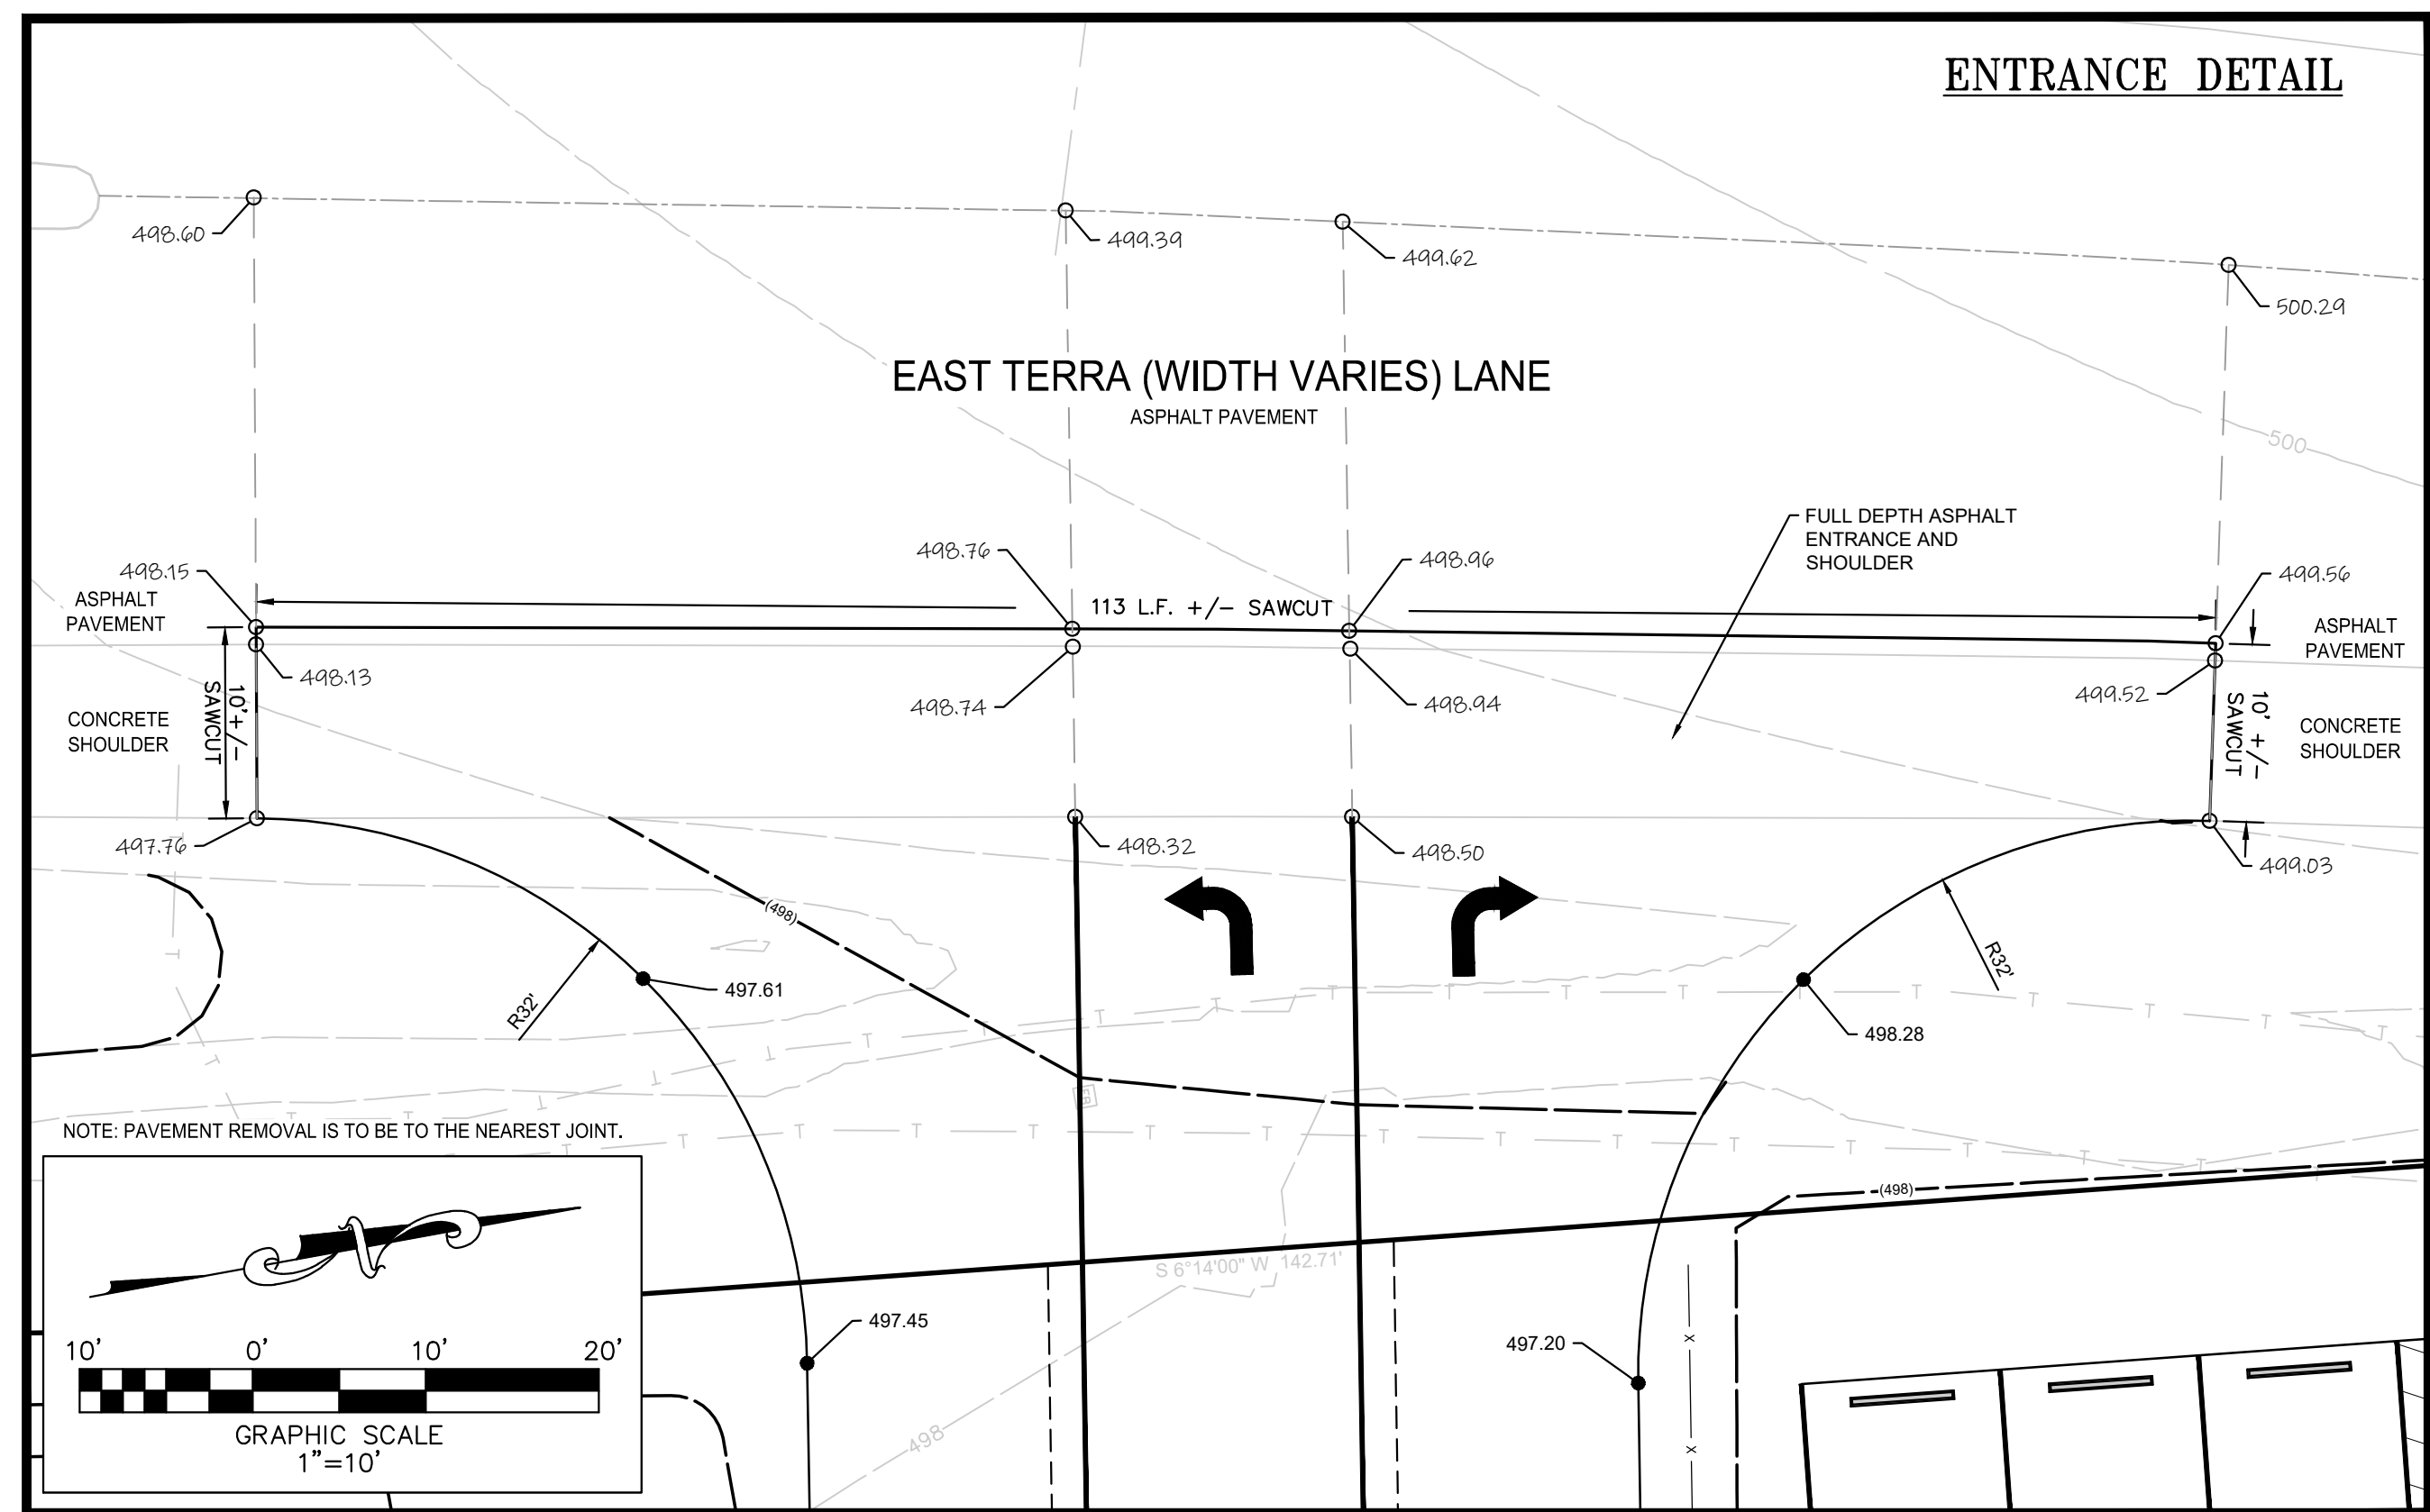 ENTRANCE DETAIL
498.60
499.39
499.62
500.29
EAST TERRA (WIDTH VARIES) LANE
ASPHALT PAVEMENT
500
FULL DEPTH ASPHALT
ENTRANCE AND
SHOULDER
498.15
498.76
498.96
499.56
ASPHALT
PAVEMENT
113 L.F. +/- SAWCUT
ASPHALT
PAVEMENT
498.13
498.74
498.94
499.52
CONCRETE
SHOULDER
10'+/-
SAWCUT
10' +/-
SAWCUT
CONCRETE
SHOULDER
497.76
498.32
498.50
499.03
(498)
497.61
R32'
R32'
498.28
NOTE: PAVEMENT REMOVAL IS TO BE TO THE NEAREST JOINT.
(498)
S 6°14'00" W 142.71'
N
497.45
497.20
X
X
498
10' 0' 10' 20'
GRAPHIC SCALE
1"=10'